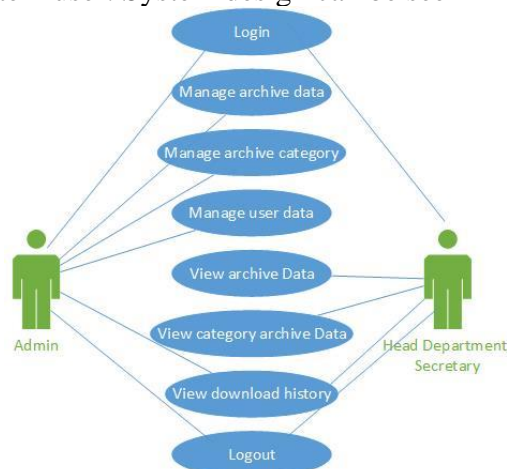 Login
Manage archive data
Manage archive category
Manage user data
View archive Data
View category archive Data
View download history
Logout
Admin
Head Department
Secretary